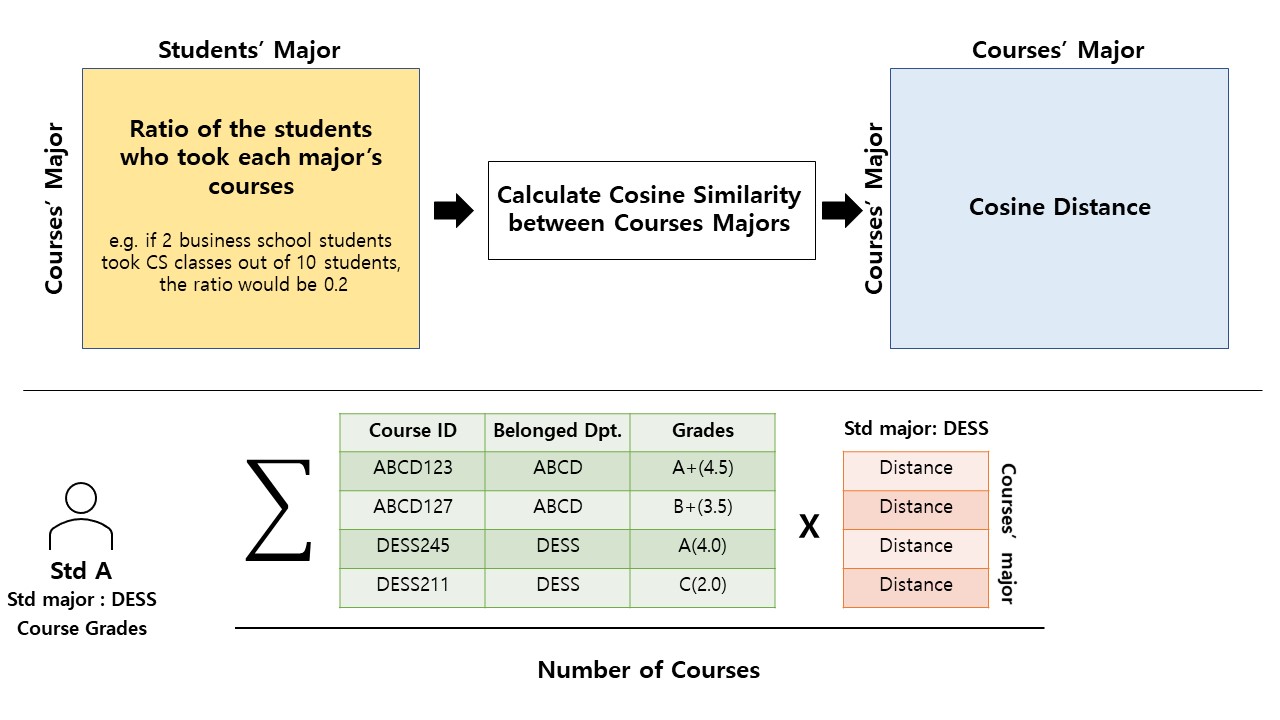 Students’ Major
Courses’ Major
Ratio of the students
who took each major’s
courses
e.g. if 2 business school students
took CS classes out of 10 students,
the ratio would be 0.2
Calculate Cosine Similarity
between Courses Majors
Courses’ Major
Courses’ Major
Cosine Distance
Std A
Std major : DESS
Course Grades
∑
Course ID Belonged Dpt. Grades
ABCD123 ABCD A+(4.5)
ABCD127 ABCD B+(3.5)
DESS245 DESS A(4.0)
DESS211 DESS C(2.0)
X
Std major: DESS
Distance
Distance
Distance
Distance
Courses’ major
Number of Courses